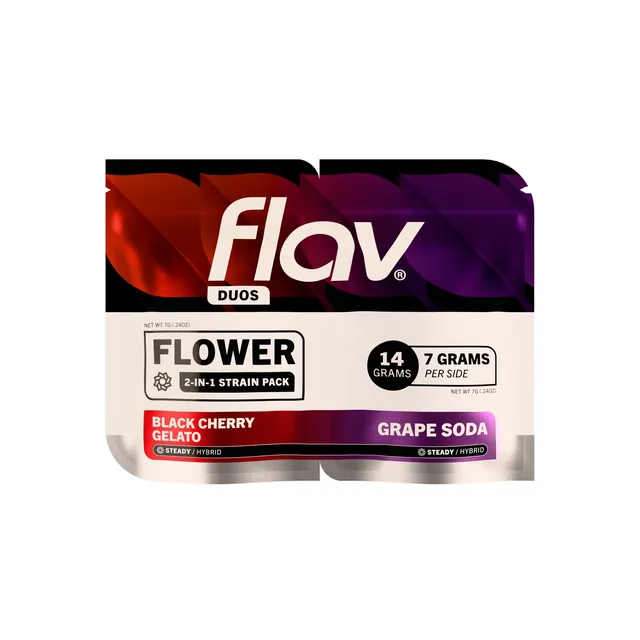 flav®
DUOS
NET WT 7G (.24OZ)
FLOWER
2-IN-1 STRAIN PACK
14
GRAMS
7 GRAMS
PER SIDE
NET WT 7G (.24OZ)
BLACK CHERRY
GELATO
STEADY / HYBRID
GRAPE SODA
STEADY / HYBRID